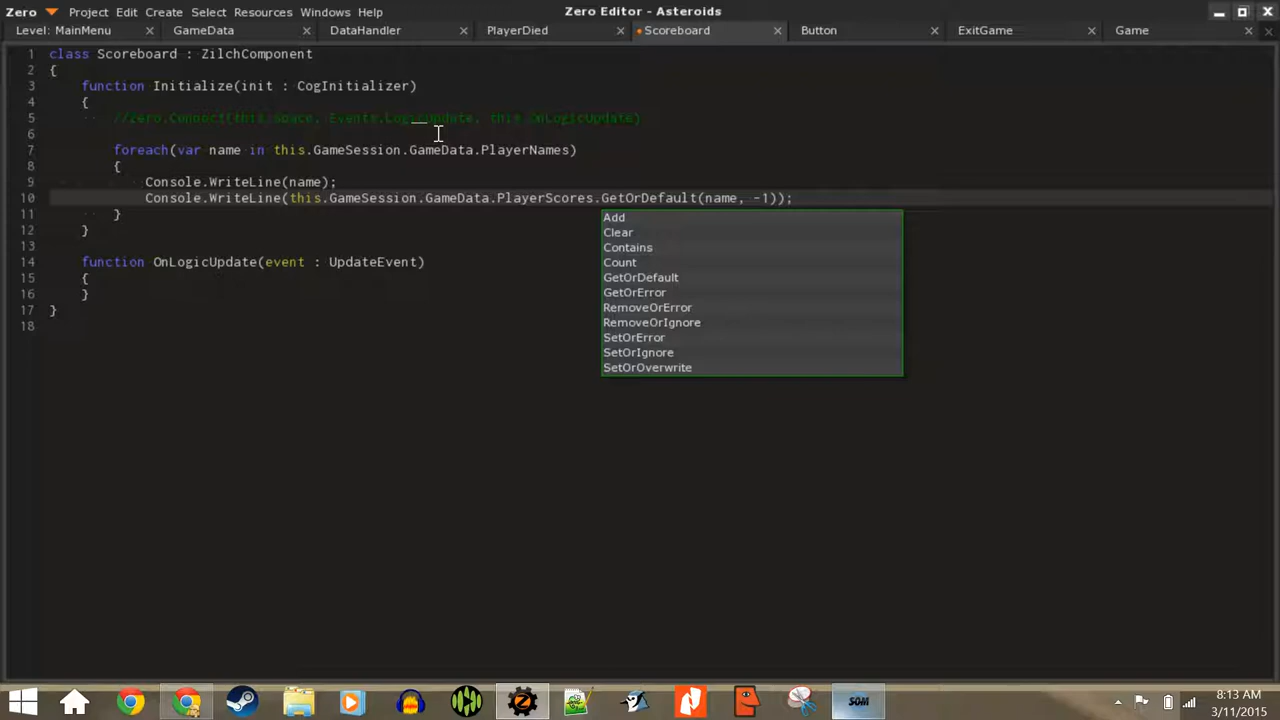 Zero Project Edit Create Select Resources Windows Help Zero Editor - Asteroids
Level: MainMenu GameData DataHandler PlayerDied Scoreboard Button ExitGame Game
1 class Scoreboard : ZilchComponent
2 {
3 function Initialize(init : CogInitializer)
4 {
5 //Zero.Connect(this.Space, Events.LogicUpdate, this.OnLogicUpdate)
6
7 foreach(var name in this.GameSession.GameData.PlayerNames)
8 {
9 Console.WriteLine(name);
10 Console.WriteLine(this.GameSession.GameData.PlayerScores.GetOrDefault(name, -1));
11 }
12 }
13
14 function OnLogicUpdate(event : UpdateEvent)
15 {
16 }
17 }
18
Add
Clear
Contains
Count
GetOrDefault
GetOrError
RemoveOrError
RemoveOrIgnore
SetOrError
SetOrIgnore
SetOrOverwrite
SOM
8:13 AM
3/11/2015